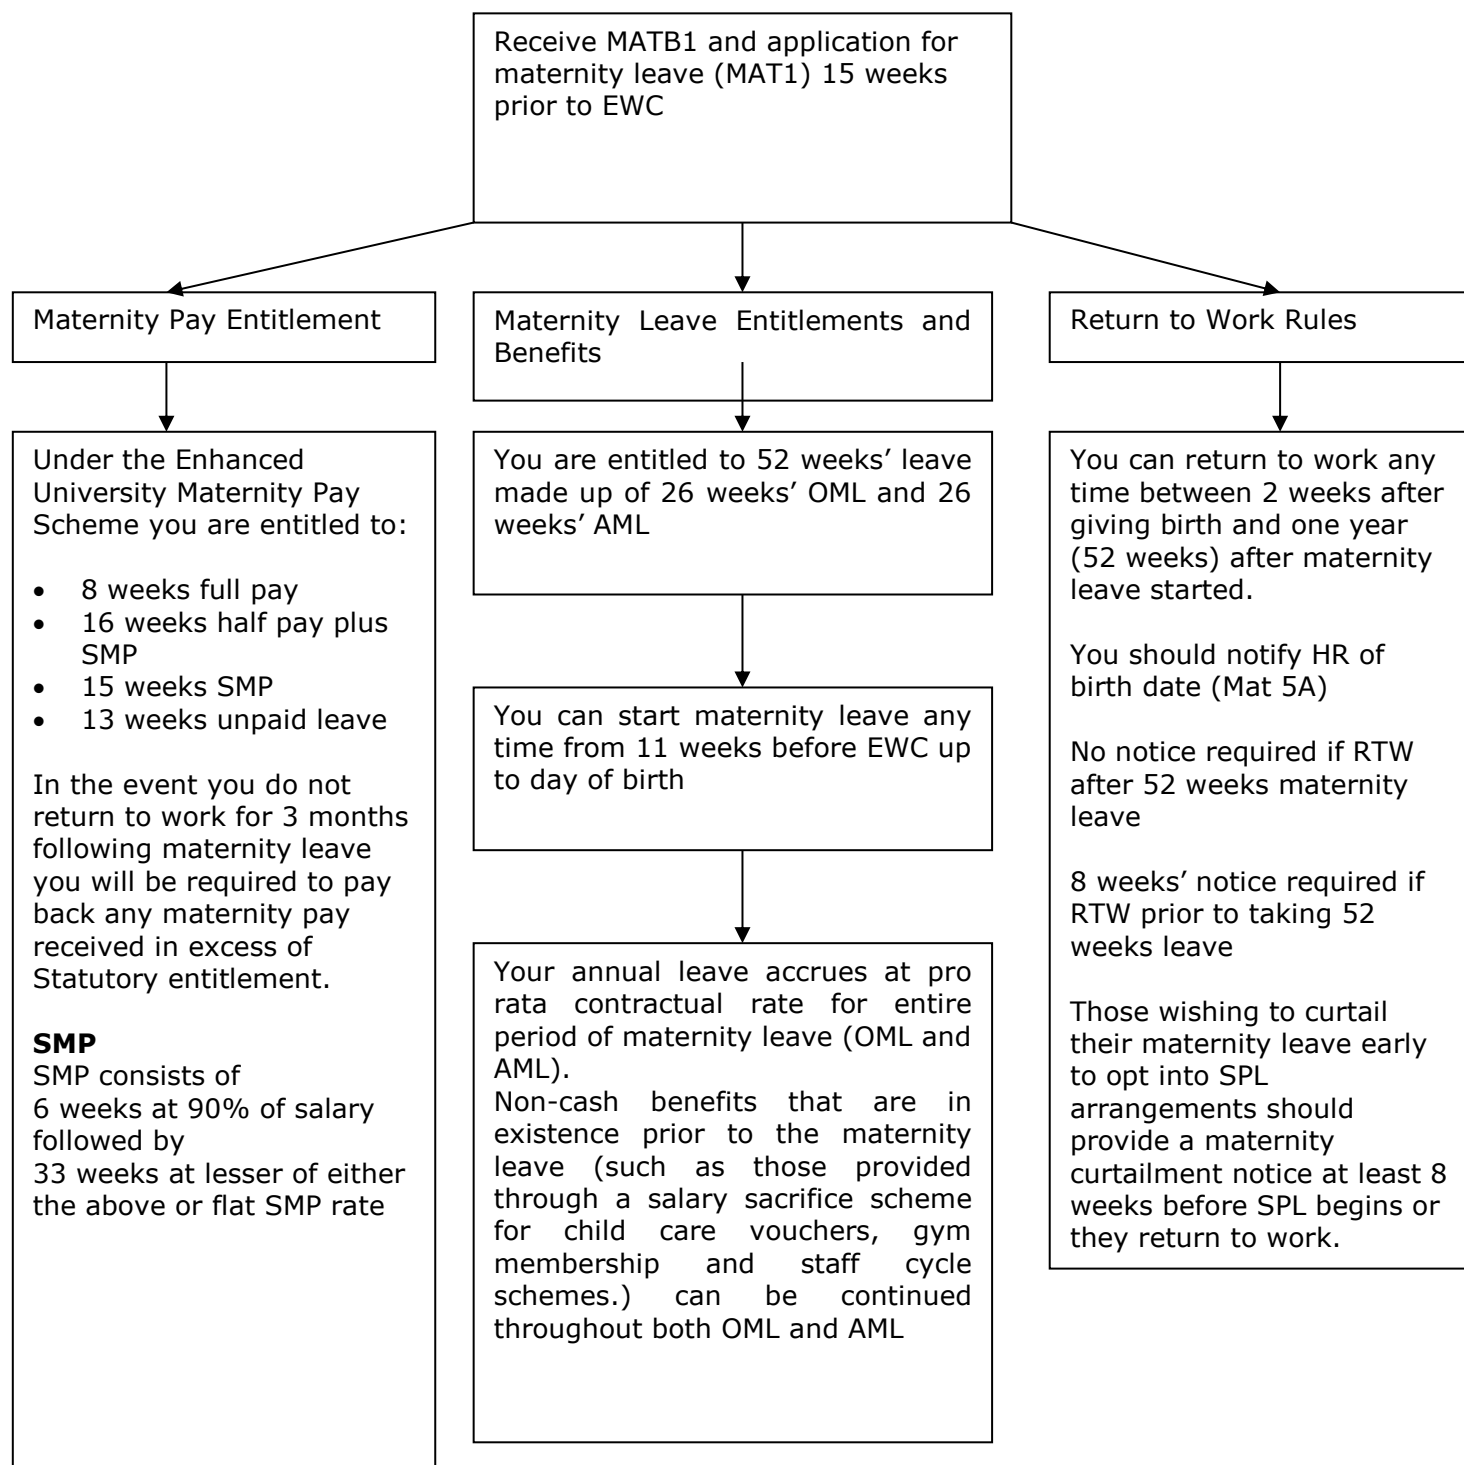 Receive MATB1 and application for
maternity leave (MAT1) 15 weeks
prior to EWC
Maternity Pay Entitlement
Maternity Leave Entitlements and
Benefits
Return to Work Rules
Under the Enhanced
University Maternity Pay
Scheme you are entitled to:
• 8 weeks full pay
• 16 weeks half pay plus
SMP
• 15 weeks SMP
• 13 weeks unpaid leave
In the event you do not
return to work for 3 months
following maternity leave
you will be required to pay
back any maternity pay
received in excess of
Statutory entitlement.
SMP
SMP consists of
6 weeks at 90% of salary
followed by
33 weeks at lesser of either
the above or flat SMP rate
You are entitled to 52 weeks’ leave
made up of 26 weeks’ OML and 26
weeks’ AML
You can start maternity leave any
time from 11 weeks before EWC up
to day of birth
Your annual leave accrues at pro
rata contractual rate for entire
period of maternity leave (OML and
AML).
Non-cash benefits that are in
existence prior to the maternity
leave (such as those provided
through a salary sacrifice scheme
for child care vouchers, gym
membership and staff cycle
schemes.) can be continued
throughout both OML and AML
You can return to work any
time between 2 weeks after
giving birth and one year
(52 weeks) after maternity
leave started.
You should notify HR of
birth date (Mat 5A)
No notice required if RTW
after 52 weeks maternity
leave
8 weeks’ notice required if
RTW prior to taking 52
weeks leave
Those wishing to curtail
their maternity leave early
to opt into SPL
arrangements should
provide a maternity
curtailment notice at least 8
weeks before SPL begins or
they return to work.